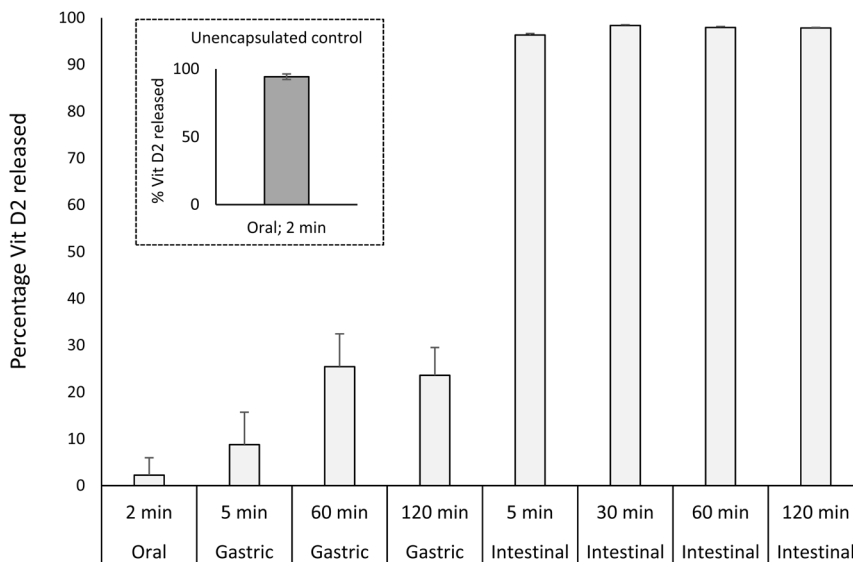 Percentage Vit D2 released
100
90
80
70
60
50
40
30
20
10
0
Unencapsulated control
% Vit D2 released
100
50
0
Oral; 2 min
2 min 5 min 60 min 120 min 5 min 30 min 60 min 120 min
Oral Gastric Gastric Gastric Intestinal Intestinal Intestinal Intestinal